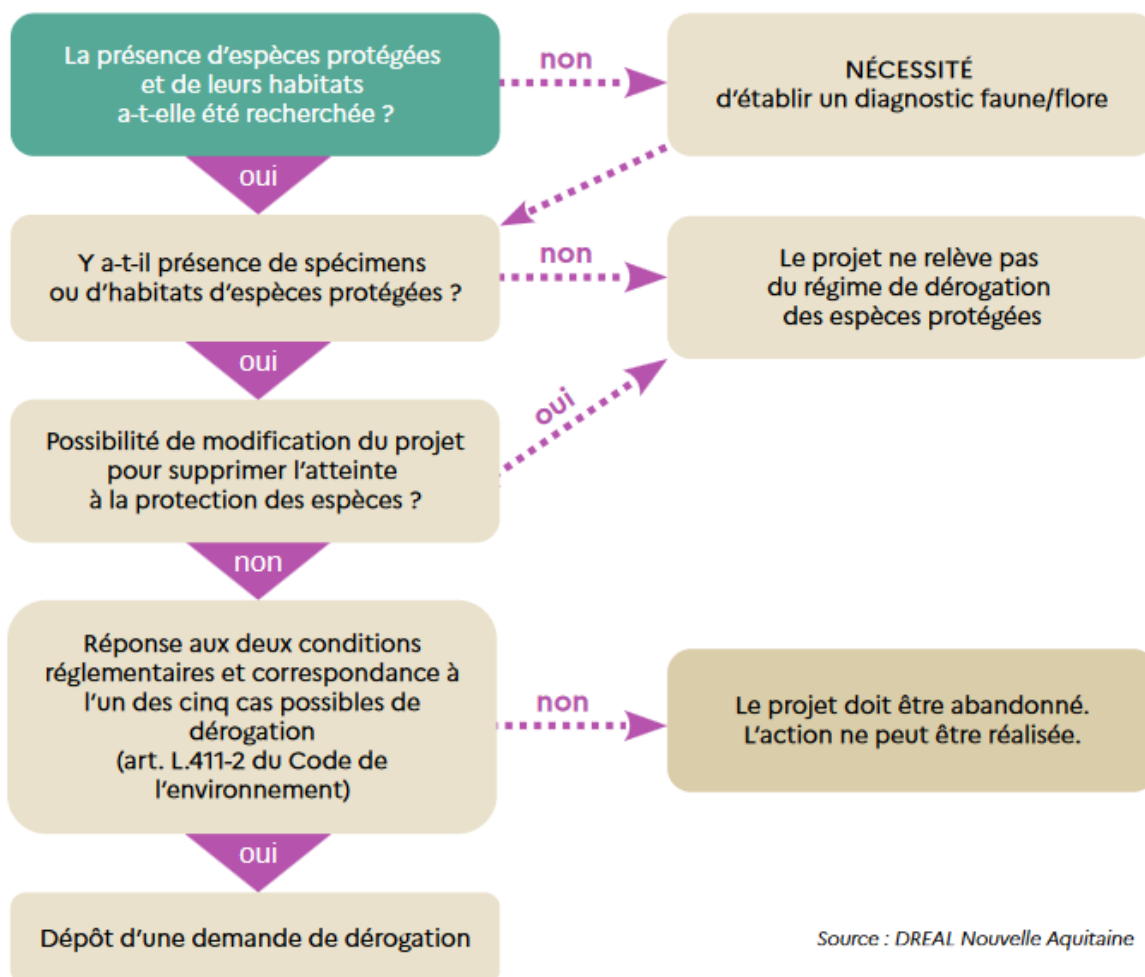 La présence d'espèces protégées
et de leurs habitats
a-t-elle été recherchée ?
non
NÉCESSITÉ
d'établir un diagnostic faune/flore
oui
Y a-t-il présence de spécimens
ou d'habitats d'espèces protégées ?
non
Le projet ne relève pas
du régime de dérogation
des espèces protégées
oui
Possibilité de modification du projet
pour supprimer l'atteinte
à la protection des espèces ?
oui
non
Réponse aux deux conditions
réglementaires et correspondance à
l'un des cinq cas possibles de
dérogation
(art. L.411-2 du Code de
l'environnement)
non
Le projet doit être abandonné.
L'action ne peut être réalisée.
oui
Dépôt d'une demande de dérogation
Source : DREAL Nouvelle Aquitaine